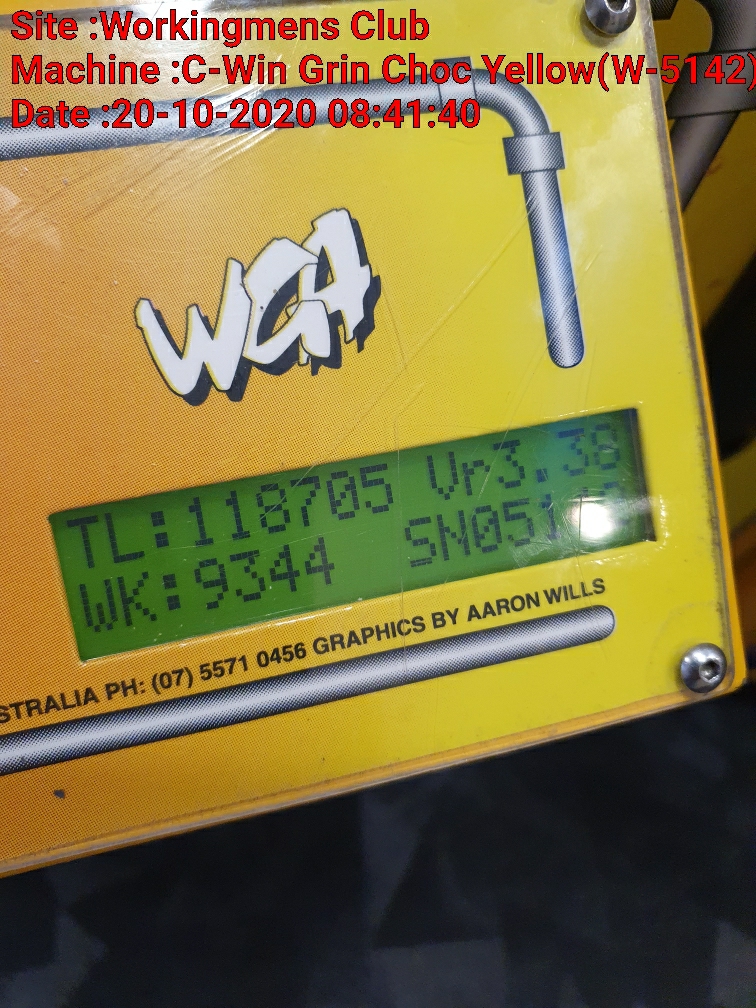 Site :Workingmens Club
Machine :C-Win Grin Choc Yellow(W-5142)
Date :20-10-2020 08:41:40
WGA
TL:118705 Vr3.38
WK:9344
STRALIA PH: (07) 5571 0456 GRAPHICS BY AARON WILLS